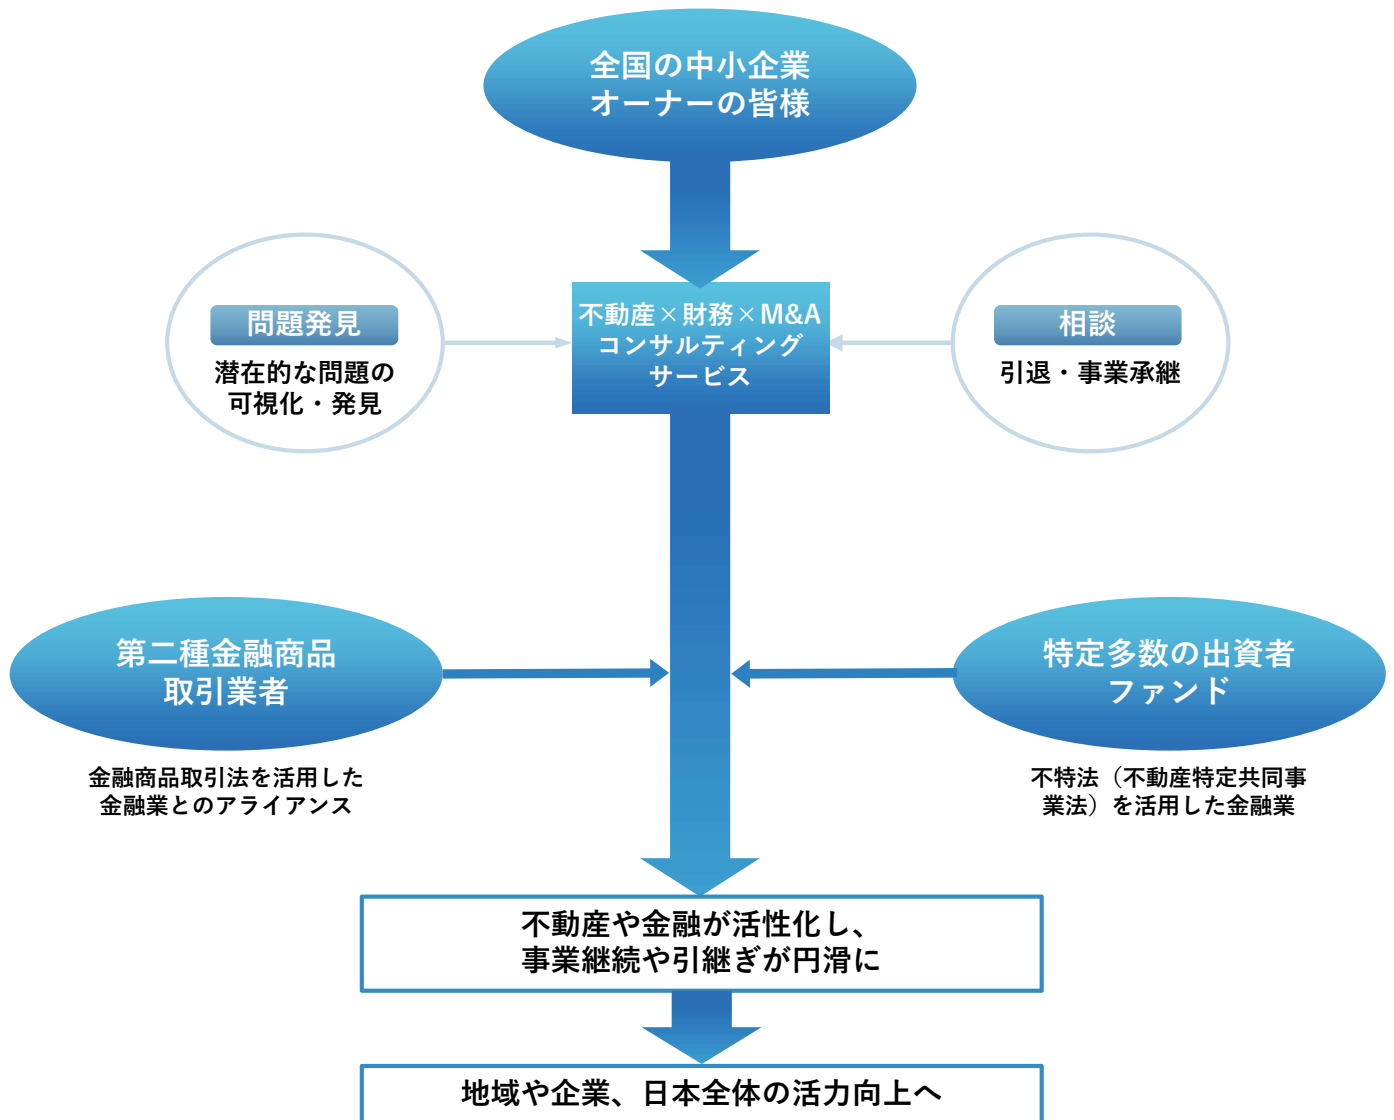 全国の中小企業
オーナーの皆様
問題発見
潜在的な問題の
可視化・発見
不動産×財務×M&A
コンサルティング
サービス
相談
引退・事業承継
第二種金融商品
取引業者
金融商品取引法を活用した
金融業とのアライアンス
特定多数の出資者
ファンド
不特法（不動産特定共同事
業法）を活用した金融業
不動産や金融が活性化し、
事業継続や引継ぎが円滑に
地域や企業、日本全体の活力向上へ